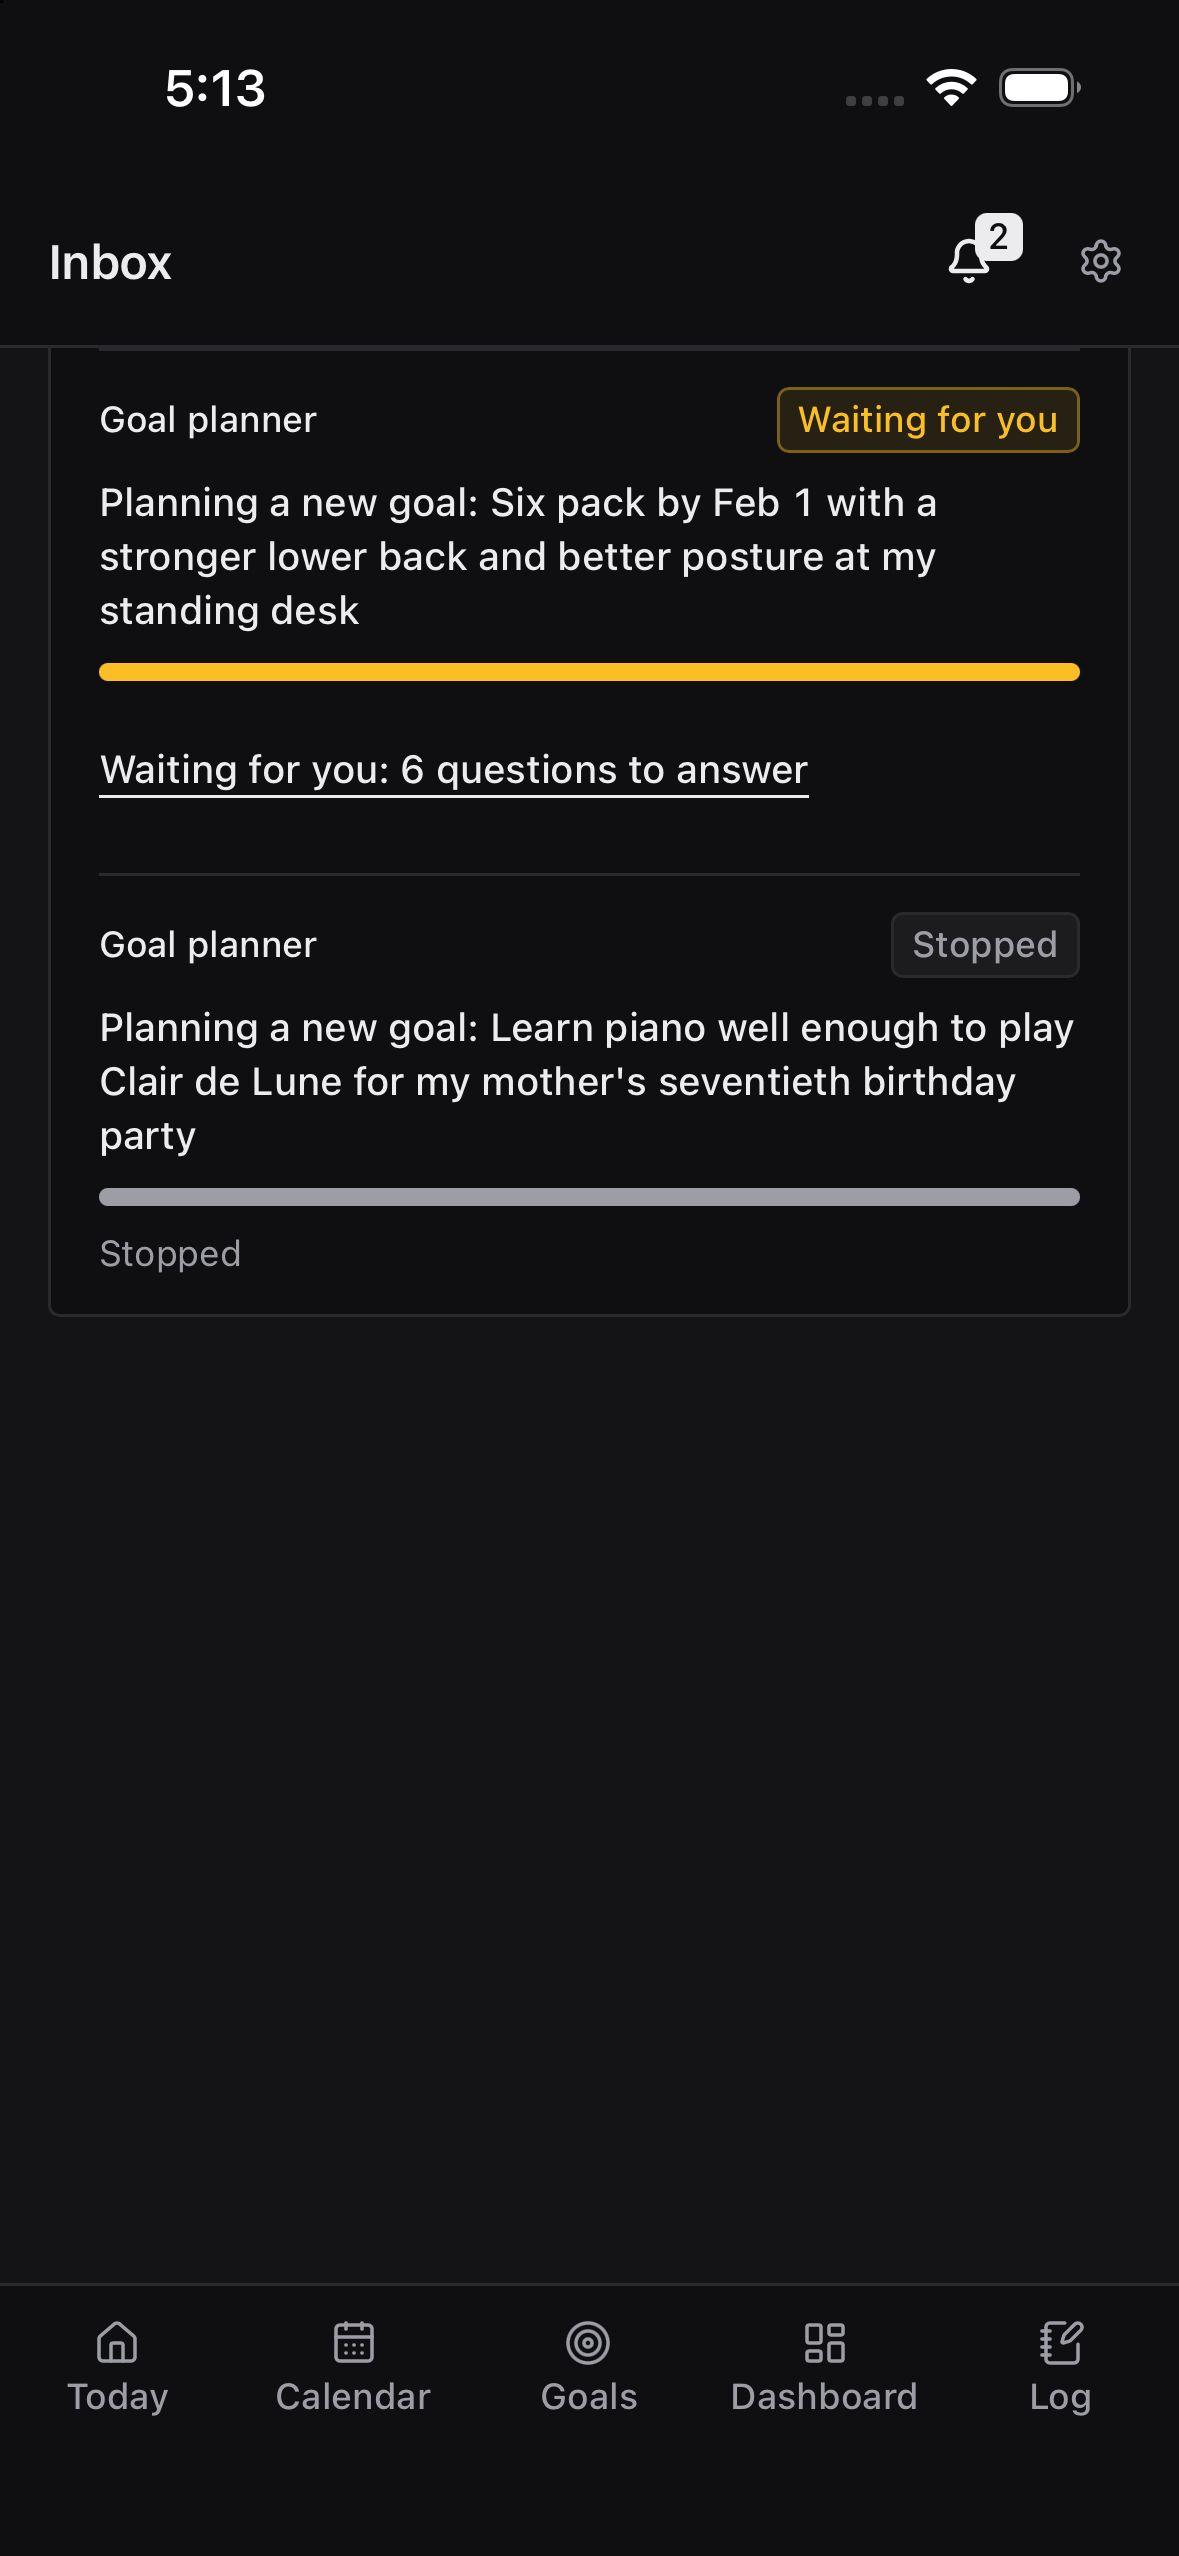 5:13
Inbox
2
Goal planner
Waiting for you
Planning a new goal: Six pack by Feb 1 with a
stronger lower back and better posture at my
standing desk
Waiting for you: 6 questions to answer
Goal planner
Stopped
Planning a new goal: Learn piano well enough to play
Clair de Lune for my mother's seventieth birthday
party
Stopped
Today
Calendar
Goals
Dashboard
Log